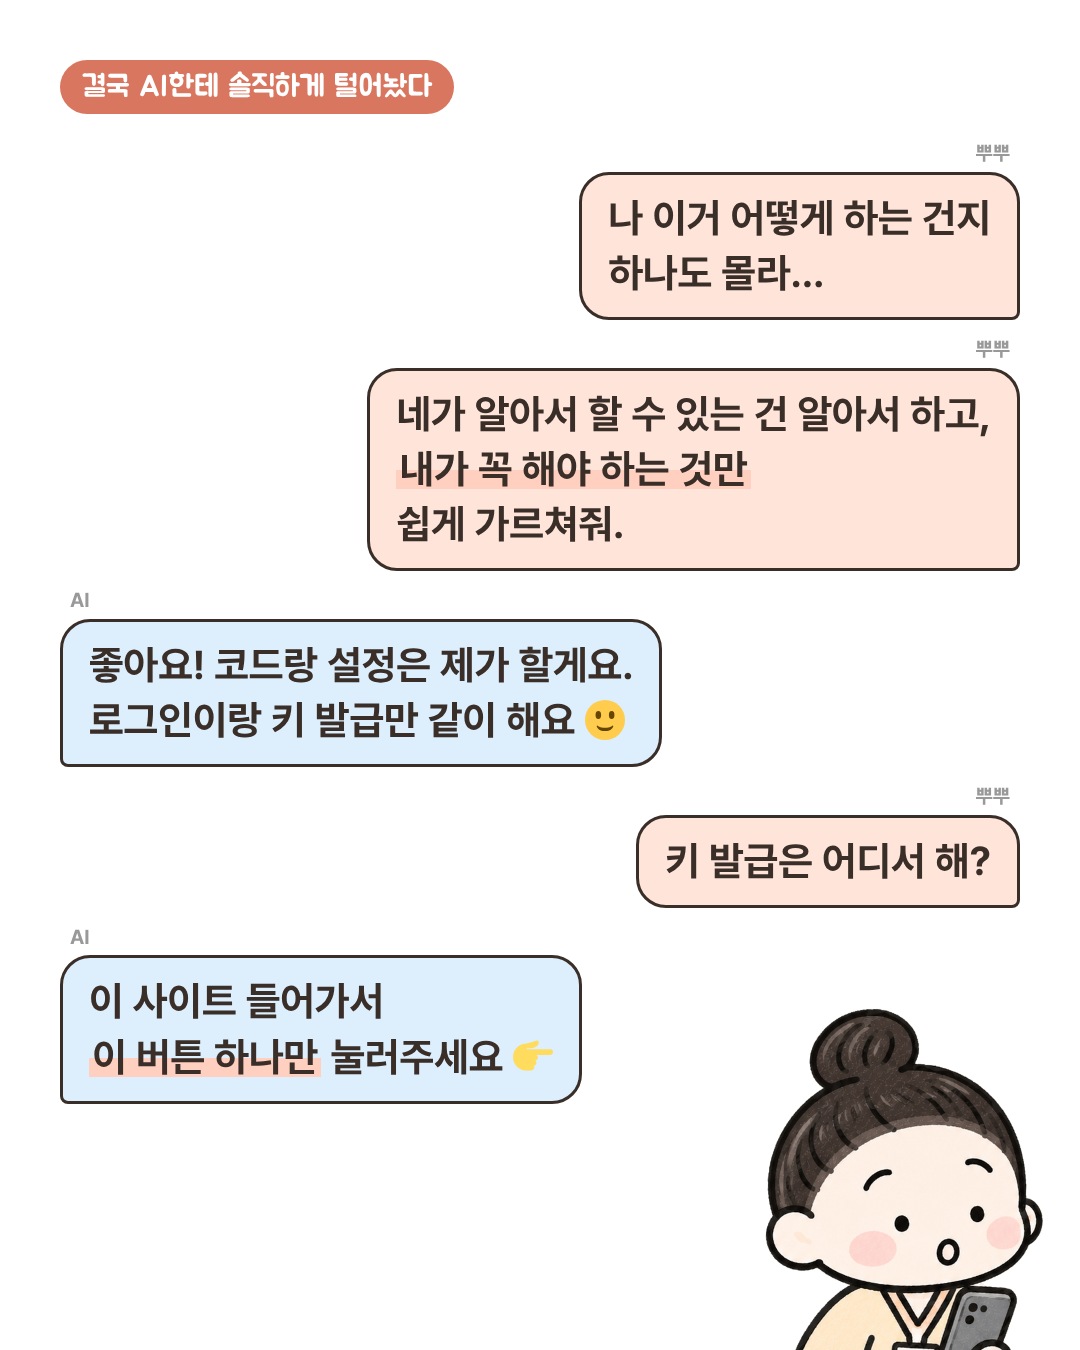 결국 AI한테 솔직하게 털어놨다
뿌뿌
나 이거 어떻게 하는 건지
하나도 몰라...
뿌뿌
네가 알아서 할 수 있는 건 알아서 하고,
내가 꼭 해야 하는 것만
쉽게 가르쳐줘.
AI
좋아요! 코드랑 설정은 제가 할게요.
로그인이랑 키 발급만 같이 해요 🙂
뿌뿌
키 발급은 어디서 해?
AI
이 사이트 들어가서
이 버튼 하나만 눌러주세요 👉